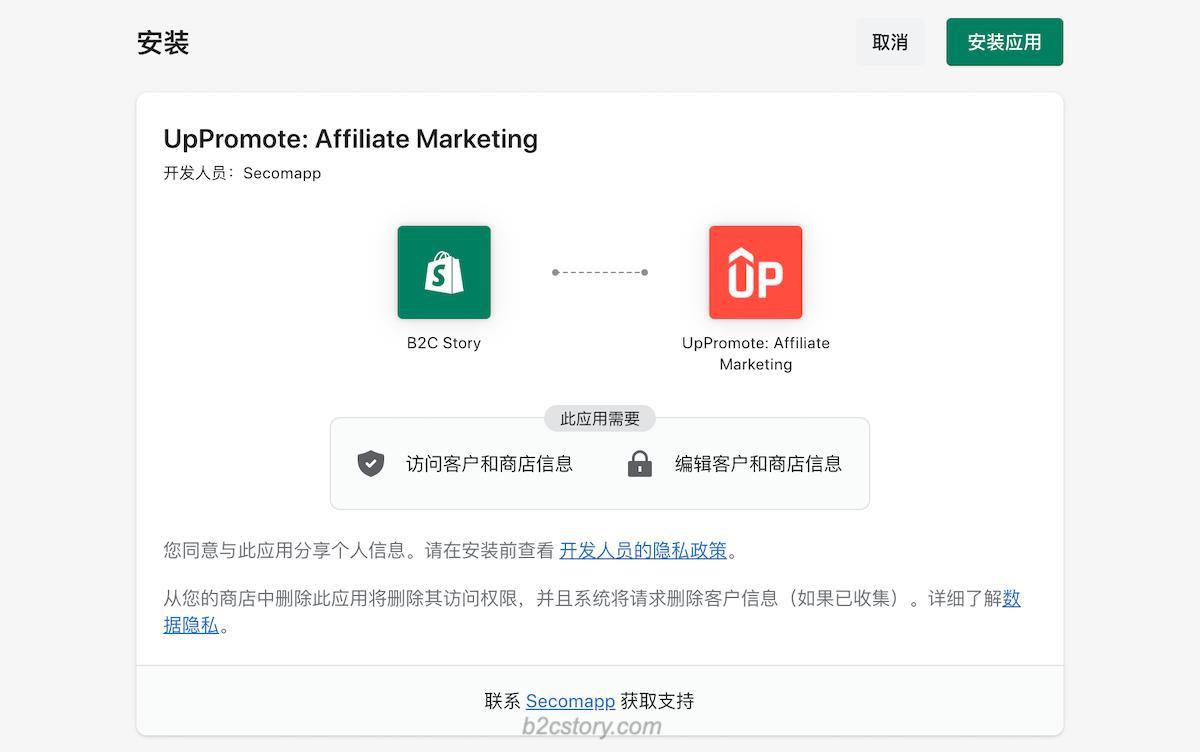 安装
取消
安装应用
UpPromote: Affiliate Marketing
开发人员： Secomapp
S
UP
B2C Story
UpPromote: Affiliate
Marketing
此应用需要
访问客户和商店信息
编辑客户和商店信息
您同意与此应用分享个人信息。请在安装前查看 开发人员的隐私政策。
从您的商店中删除此应用将删除其访问权限，并且系统将请求删除客户信息（如果已收集）。详细了解数
据隐私。
联系 Secomapp 获取支持
b2cstory.com